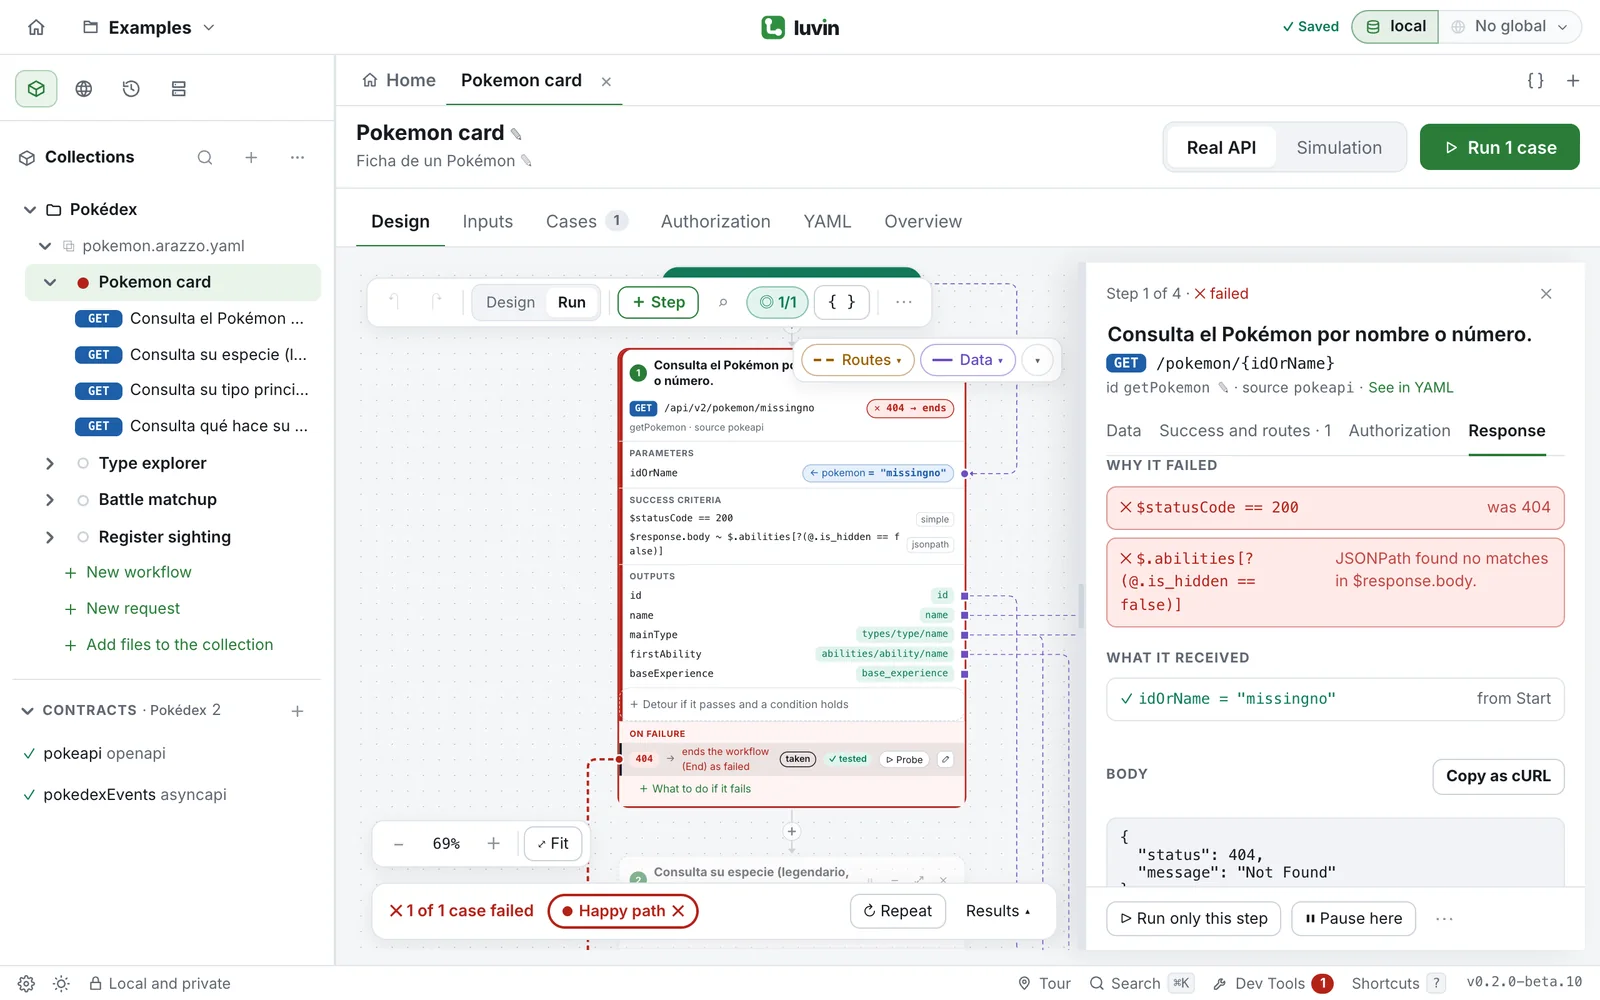 Examples
luvin
Saved
local
No global
Home
Pokemon card
{ }
Collections
Pokédex
pokemon.arazzo.yaml
Pokemon card
GET Consulta el Pokémon ...
GET Consulta su especie (l...
GET Consulta su tipo princi...
GET Consulta qué hace su ...
Type explorer
Battle matchup
Register sighting
+ New workflow
+ New request
+ Add files to the collection
CONTRACTS · Pokédex 2
pokeapi openapi
pokedexEvents asyncapi
Pokemon card
Ficha de un Pokémon
Real API
Simulation
Run 1 case
Design
Inputs
Cases 1
Authorization
YAML
Overview
Design
Run
+ Step
1/1
{ }
...
Routes
Data
1 Consulta el Pokémon po
o número.
GET /api/v2/pokemon/missingno
× 404 → ends
getPokemon · source pokeapi
PARAMETERS
idOrName
← pokemon = "missingno"
SUCCESS CRITERIA
$statusCode == 200
simple
$response.body ~ $.abilities[?(@.is_hidden == f
alse)]
jsonpath
OUTPUTS
id
id
name
name
mainType
types/type/name
firstAbility
abilities/ability/name
baseExperience
base_experience
+ Detour if it passes and a condition holds
ON FAILURE
404 → ends the workflow
(End) as failed
taken
✓ tested
Probe
+ What to do if it fails
+
2 Consulta su especie (legendario,
− 69% +
Fit
1 of 1 case failed
Happy path
Repeat
Results
Step 1 of 4 · × failed
Consulta el Pokémon por nombre o número.
GET /pokemon/{idOrName}
id getPokemon · source pokeapi · See in YAML
Data
Success and routes · 1
Authorization
Response
WHY IT FAILED
× $statusCode == 200
was 404
× $.abilities[?
(@.is_hidden ==
false)]
JSONPath found no matches
in $response.body.
WHAT IT RECEIVED
✓ idOrName = "missingno"
from Start
BODY
Copy as cURL
{
"status": 404,
"message": "Not Found"
Run only this step
Pause here
...
Local and private
Tour
Search ⌘K
Dev Tools 1
Shortcuts ?
v0.2.0-beta.10